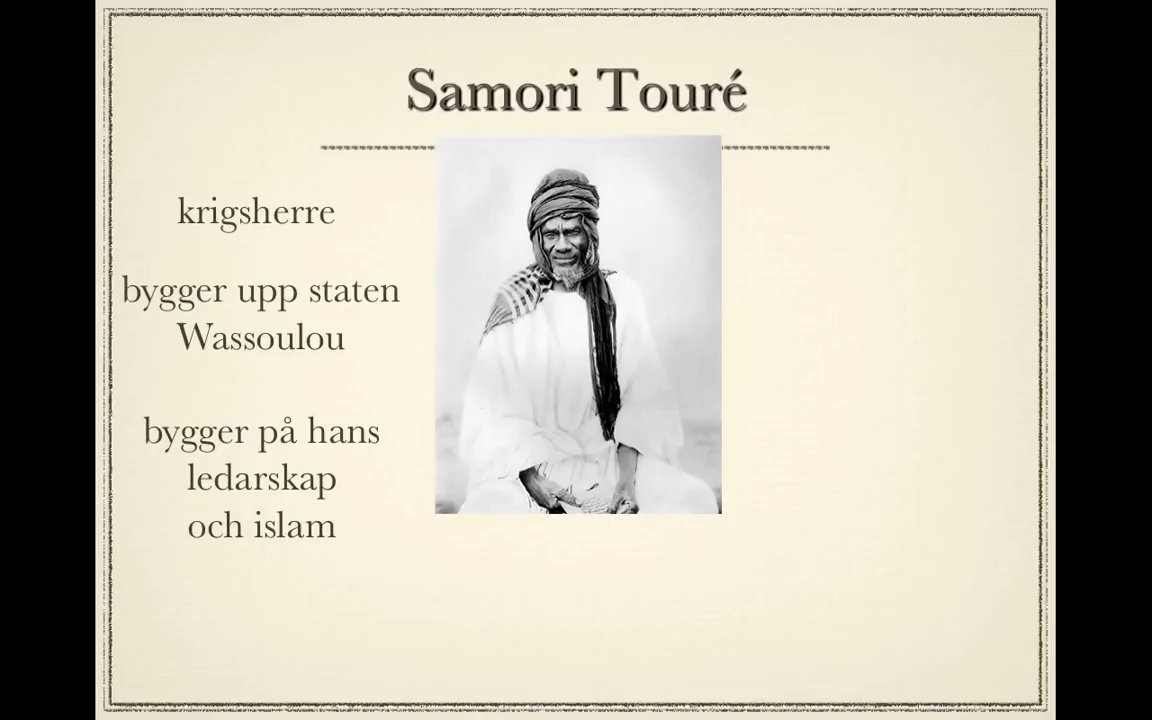 Samori Touré
krigsherre
bygger upp staten
Wassoulou
bygger på hans
ledarskap
och islam